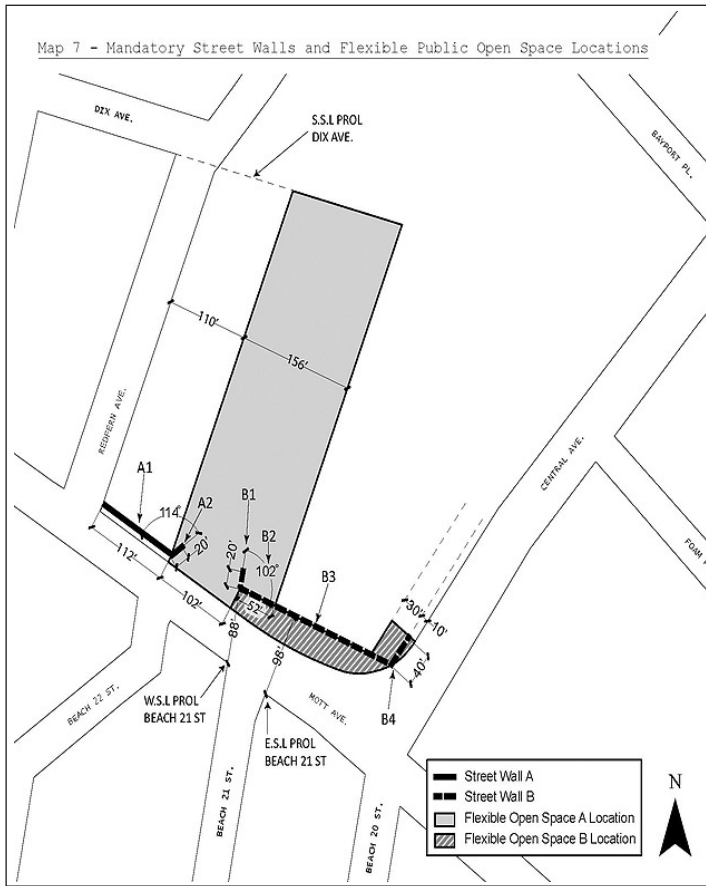 Map 7 - Mandatory Street Walls and Flexible Public Open Space Locations
DIX AVE.
S.S.L PROL
DIX AVE.
BAYPORT PL.
110'
156'
REDFERN AVE.
CENTRAL AVE.
A1
A2
B1
B2
B3
114°
20'
20'
102°
52'
112'
102'
88'
98'
30'
10'
40'
B4
FOAM
W.S.L PROL
BEACH 21 ST
E.S.L PROL
BEACH 21 ST
MOTT AVE.
BEACH 22 ST.
BEACH 21 ST.
BEACH 20 ST.
Street Wall A
Street Wall B
Flexible Open Space A Location
Flexible Open Space B Location
N